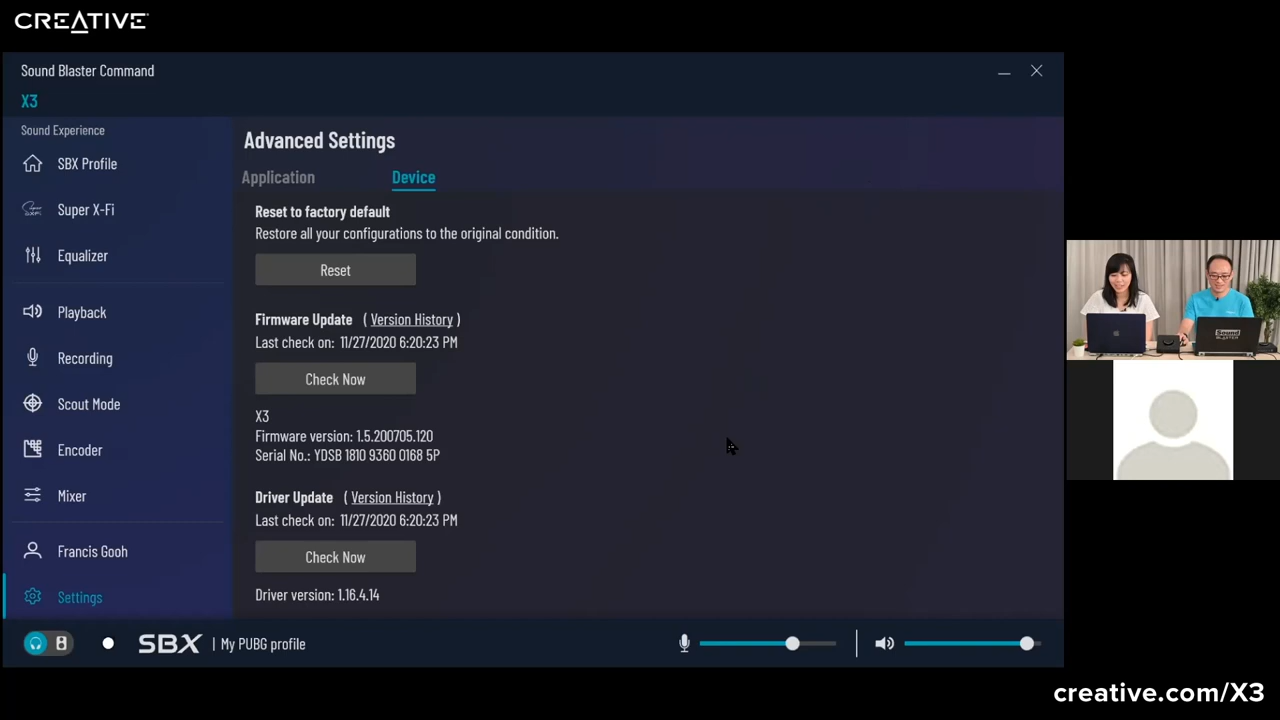 CREATIVE
Sound Blaster Command
X3
Sound Experience
SBX Profile
Super X-Fi
Equalizer
Playback
Recording
Scout Mode
Encoder
Mixer
Francis Gooh
Settings
Advanced Settings
Application
Device
Reset to factory default
Restore all your configurations to the original condition.
Reset
Firmware Update ( Version History )
Last check on: 11/27/2020 6:20:23 PM
Check Now
X3
Firmware version: 1.5.200705.120
Serial No.: YDSB 1810 9360 0168 5P
Driver Update ( Version History )
Last check on: 11/27/2020 6:20:23 PM
Check Now
Driver version: 1.16.4.14
SBX | My PUBG profile
Sound
BLASTER
creative.com/X3